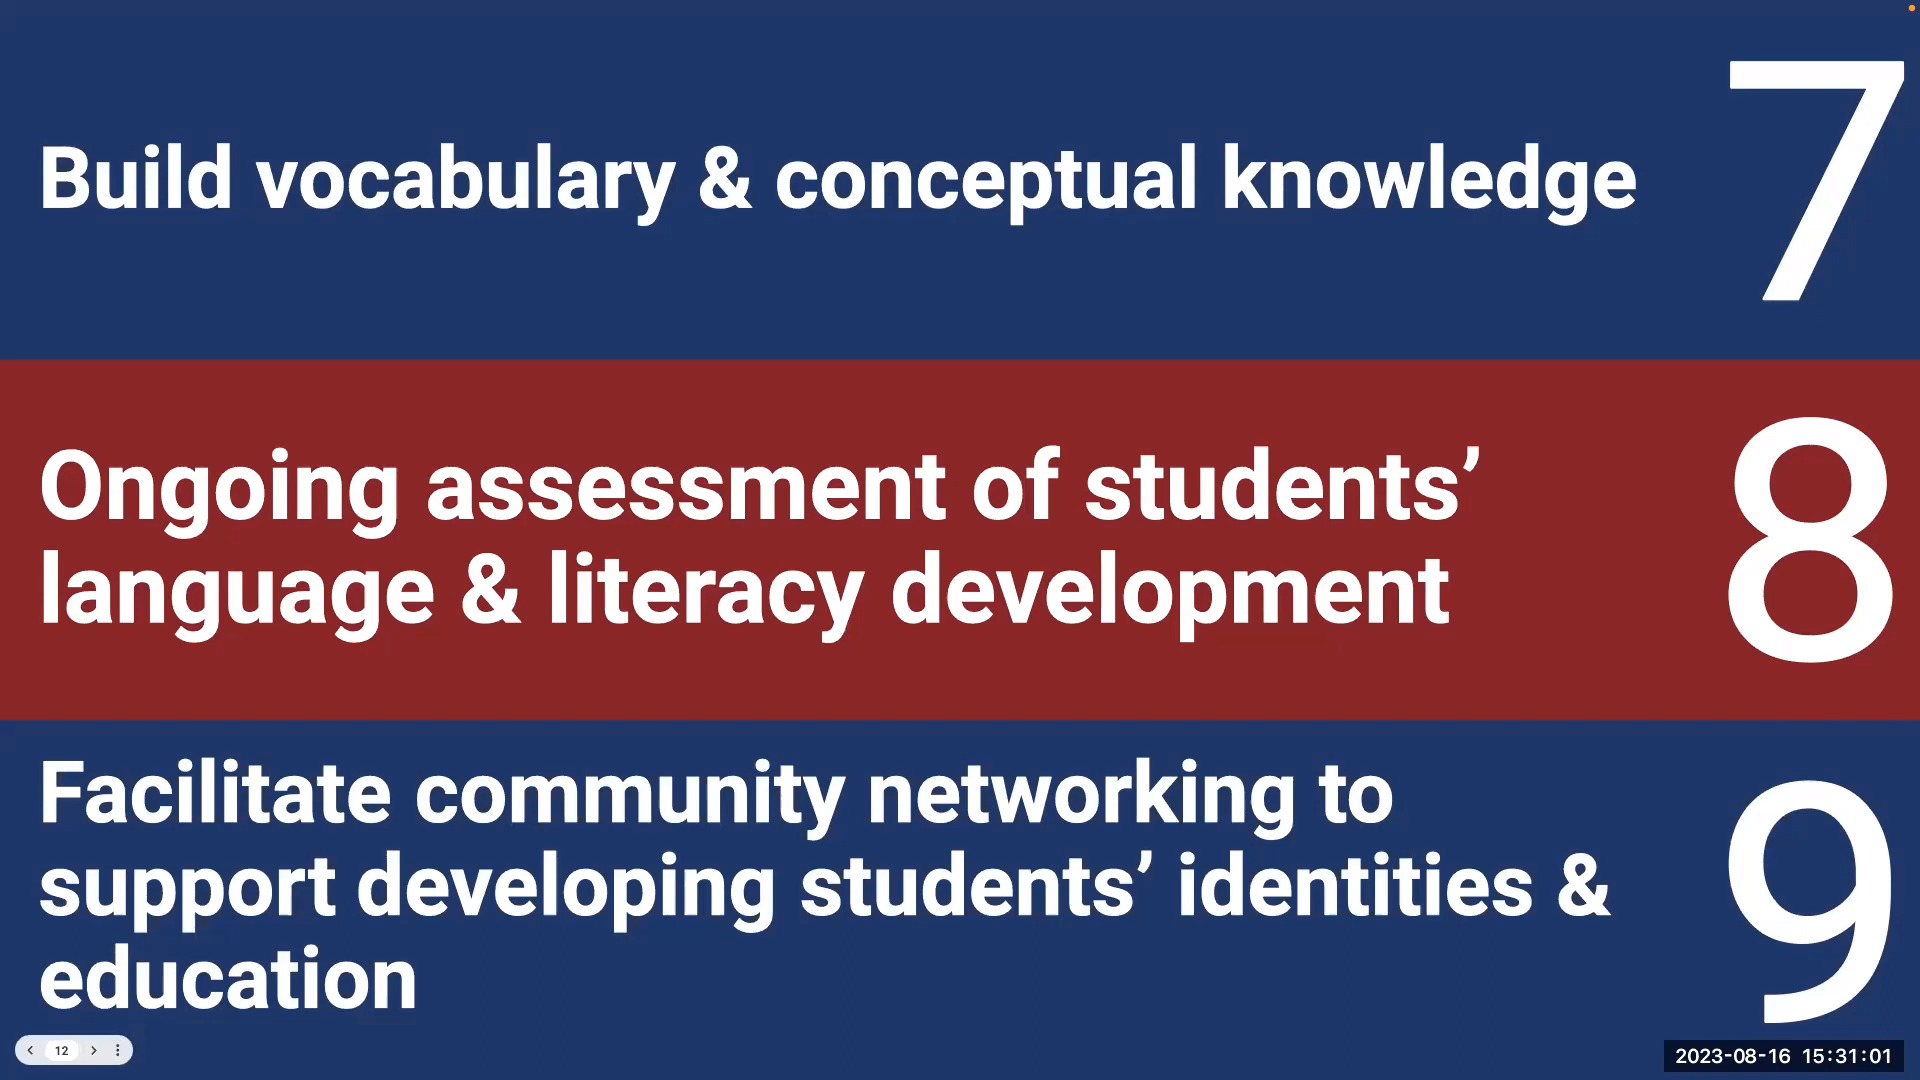 Build vocabulary & conceptual knowledge
7
Ongoing assessment of students’
language & literacy development
8
Facilitate community networking to
support developing students’ identities &
education
9
12
2023-08-16 15:31:01